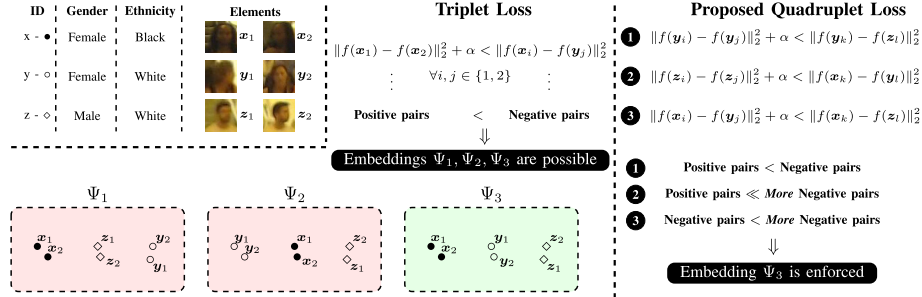 ID Gender Ethnicity Elements
x - ● Female Black x₁ x₂
y - ○ Female White y₁ y₂
z - ◇ Male White z₁ z₂
Triplet Loss
‖f(x₁) − f(x₂)‖₂² + α < ‖f(xᵢ) − f(yⱼ)‖₂²
⋮ ∀i, j ∈ {1, 2} ⋮
Positive pairs < Negative pairs
⇓
Embeddings Ψ₁, Ψ₂, Ψ₃ are possible
Proposed Quadruplet Loss
1 ‖f(yᵢ) − f(yⱼ)‖₂² + α < ‖f(yₖ) − f(zₗ)‖₂²
2 ‖f(zᵢ) − f(zⱼ)‖₂² + α < ‖f(xₖ) − f(yₗ)‖₂²
3 ‖f(xᵢ) − f(yⱼ)‖₂² + α < ‖f(xₖ) − f(zₗ)‖₂²
1 Positive pairs < Negative pairs
2 Positive pairs ≪ More Negative pairs
3 Negative pairs < More Negative pairs
⇓
Embedding Ψ₃ is enforced
Ψ₁
x₁ z₁ y₂
x₂ z₂ y₁
Ψ₂
y₁ x₁ z₂
y₂ x₂ z₁
Ψ₃
x₁ y₁ z₂
x₂ y₂ z₁